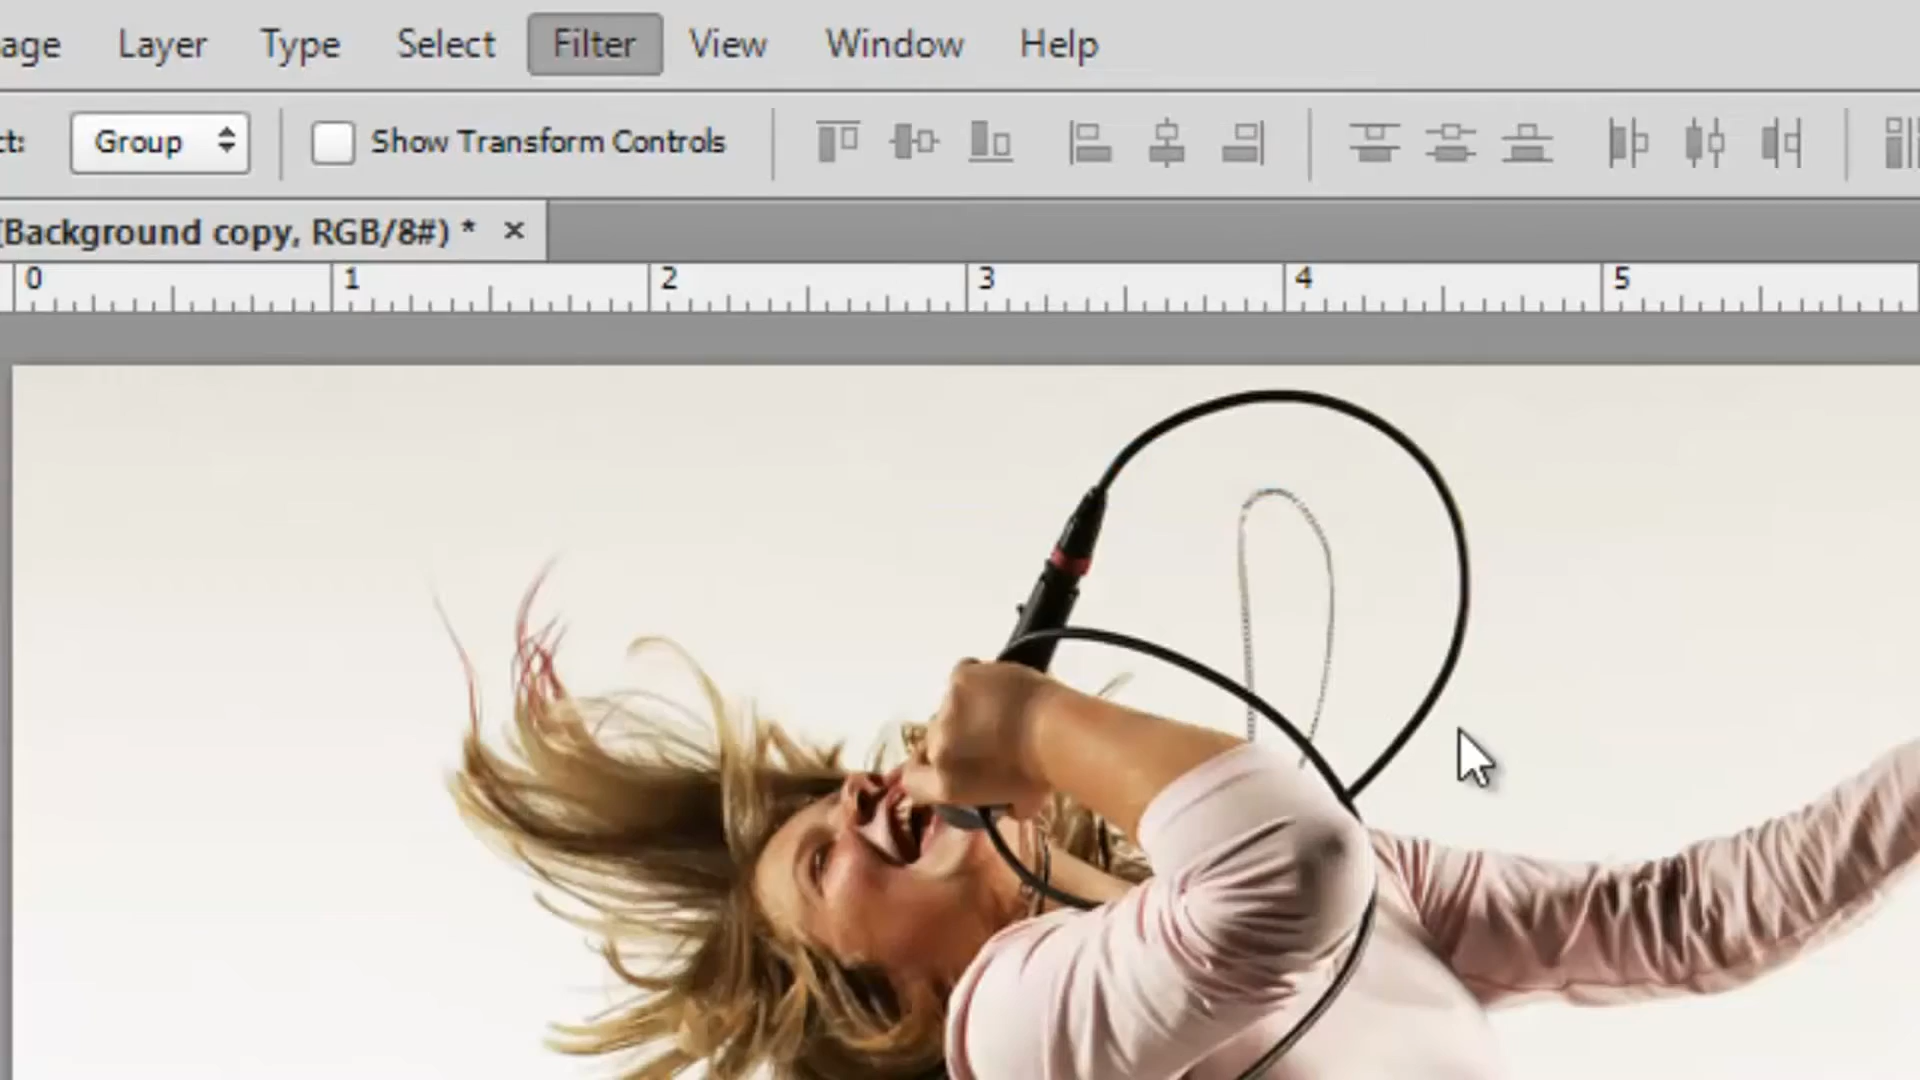 age Layer Type Select Filter View Window Help
ct: Group Show Transform Controls
(Background copy, RGB/8#) * ×
0 1 2 3 4 5